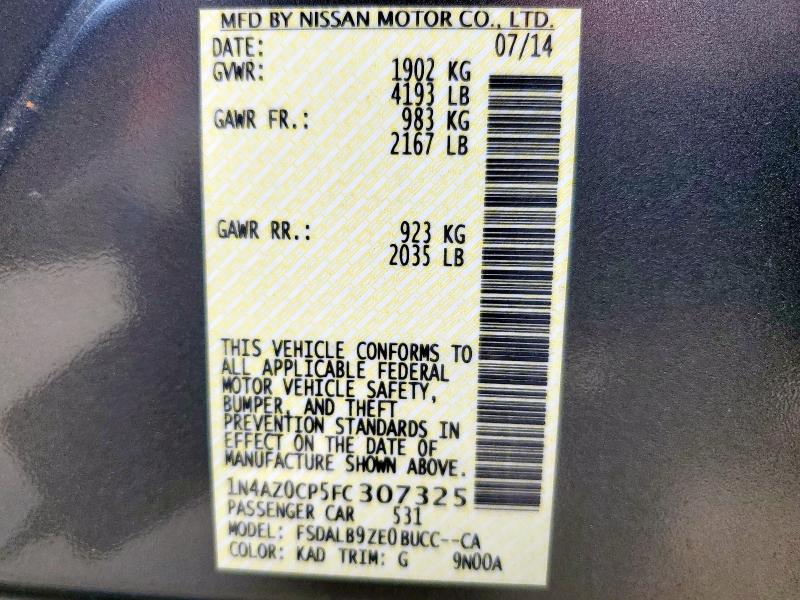 MFD BY NISSAN MOTOR CO., LTD.
DATE: 07/14
GVWR: 1902 KG
4193 LB
GAWR FR.: 983 KG
2167 LB
GAWR RR.: 923 KG
2035 LB
THIS VEHICLE CONFORMS TO
ALL APPLICABLE FEDERAL
MOTOR VEHICLE SAFETY,
BUMPER, AND THEFT
PREVENTION STANDARDS IN
EFFECT ON THE DATE OF
MANUFACTURE SHOWN ABOVE.
1N4AZ0CP5FC307325
PASSENGER CAR 531
MODEL: FSDALB9ZE0BUCC--CA
COLOR: KAD TRIM: G 9N00A